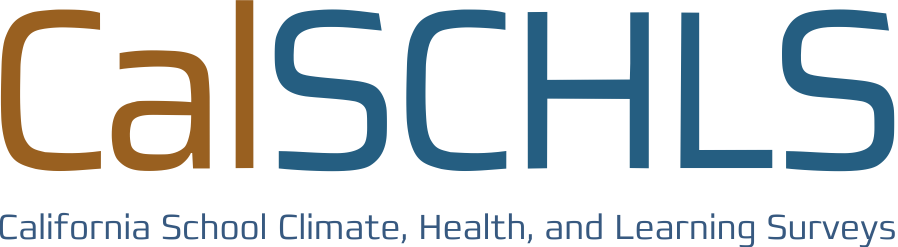 CalSCHLS
California School Climate, Health, and Learning Surveys